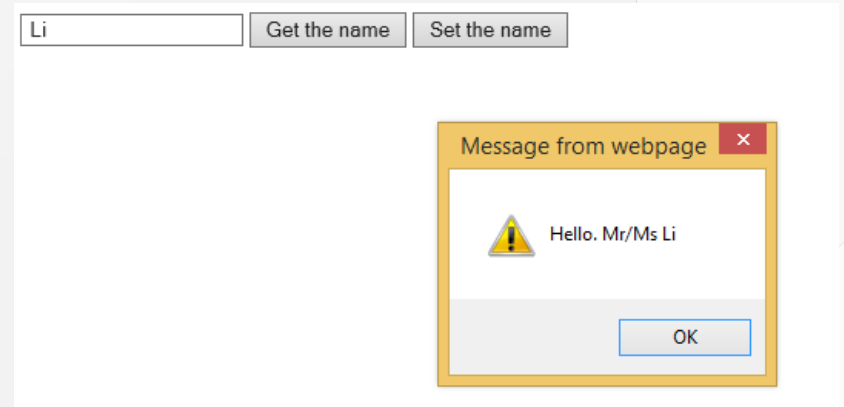 Li Get the name Set the name
Message from webpage
Hello. Mr/Ms Li
OK